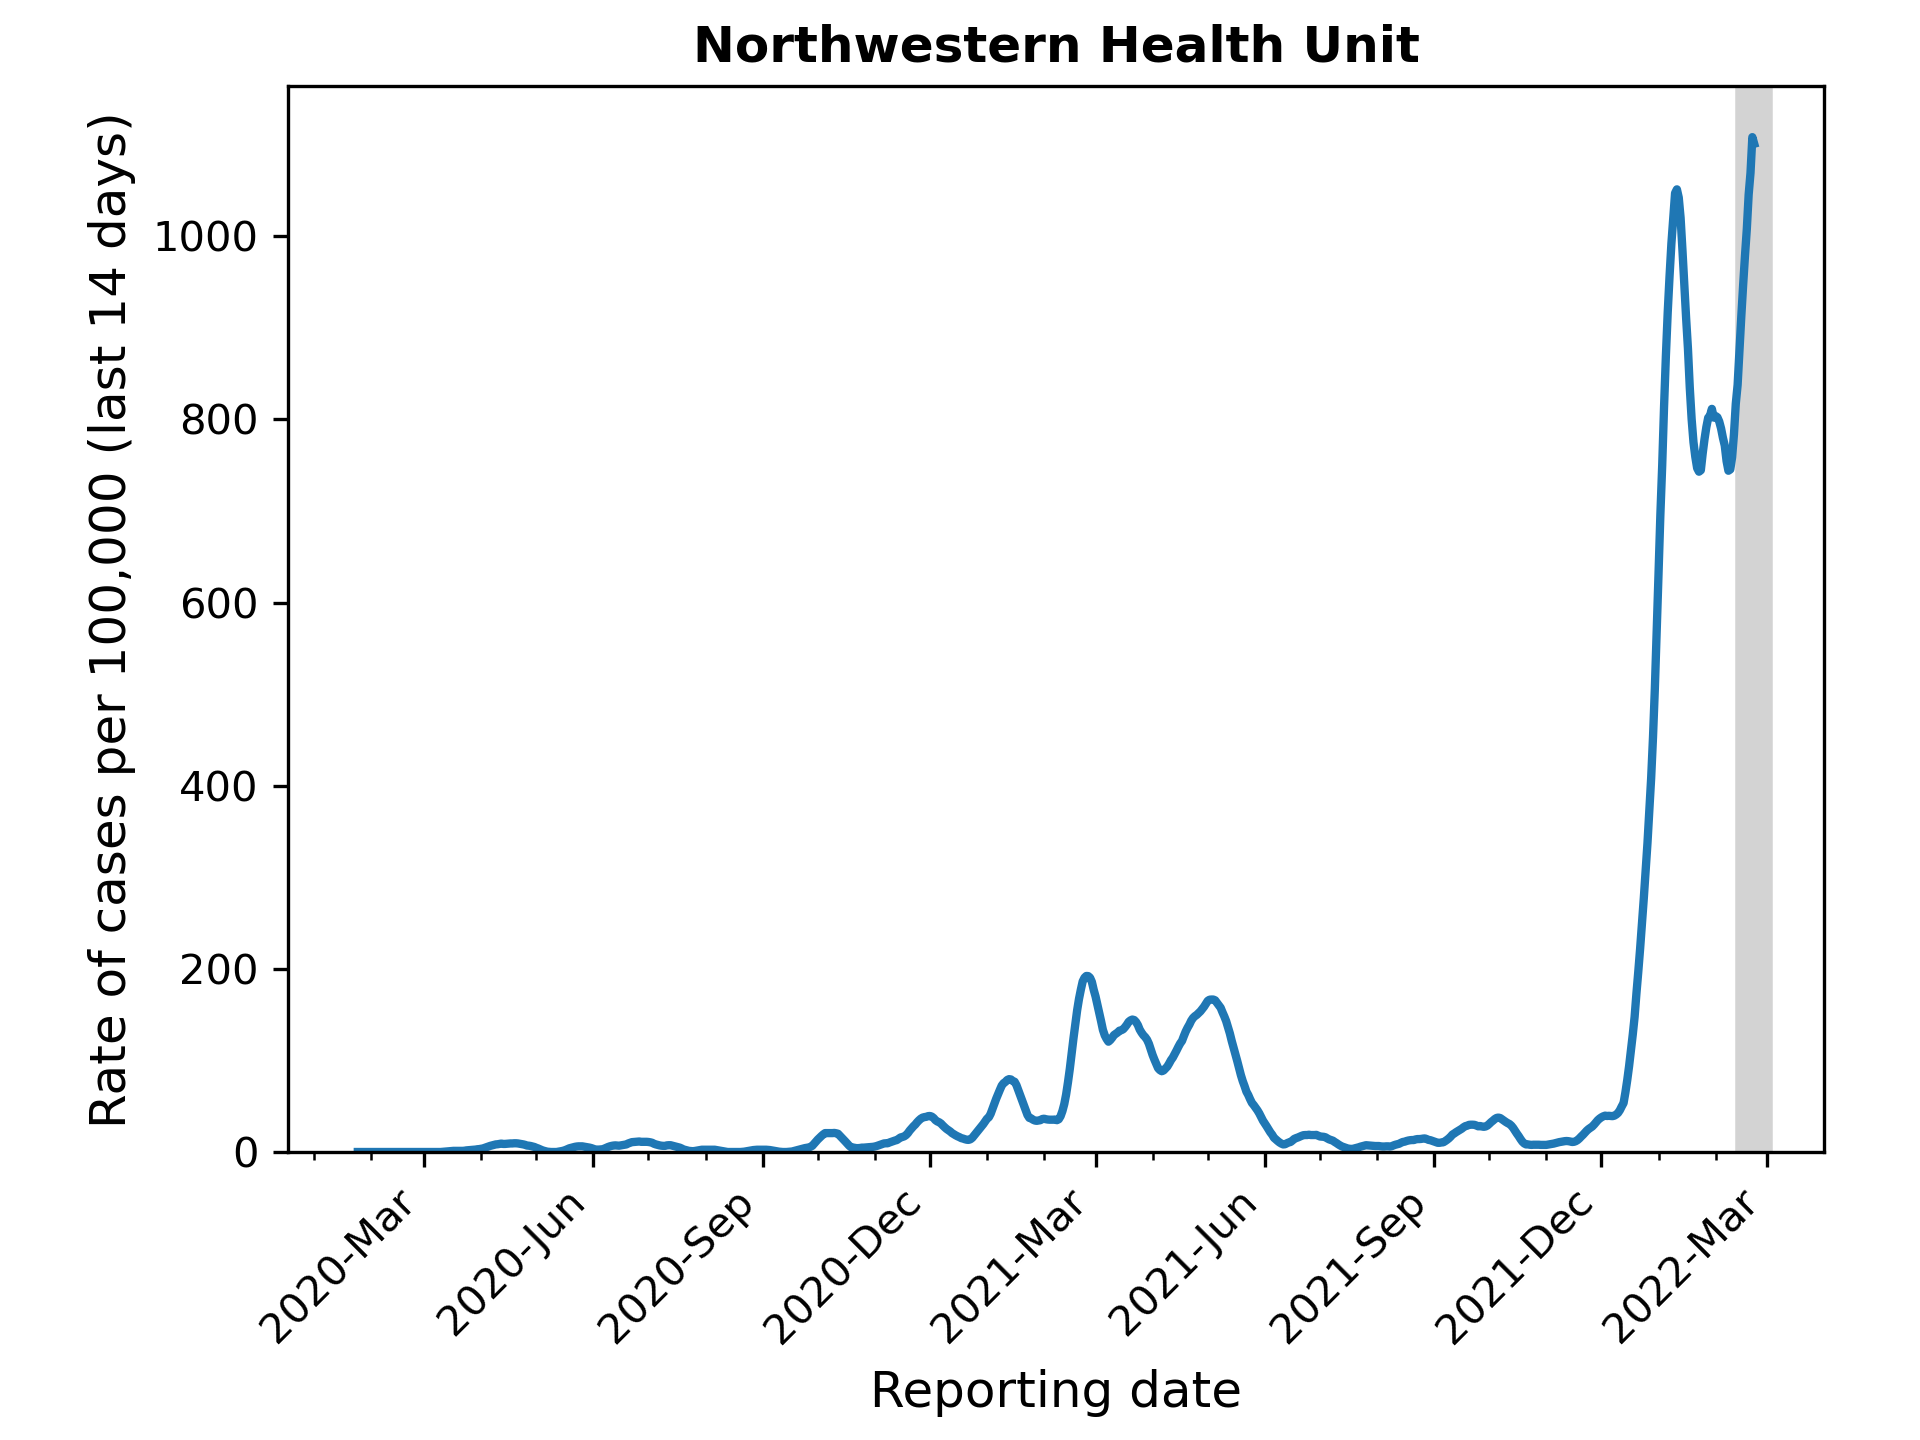 Northwestern Health Unit
Rate of cases per 100,000 (last 14 days)
1000
800
600
400
200
0
2020-Mar
2020-Jun
2020-Sep
2020-Dec
2021-Mar
2021-Jun
2021-Sep
2021-Dec
2022-Mar
Reporting date